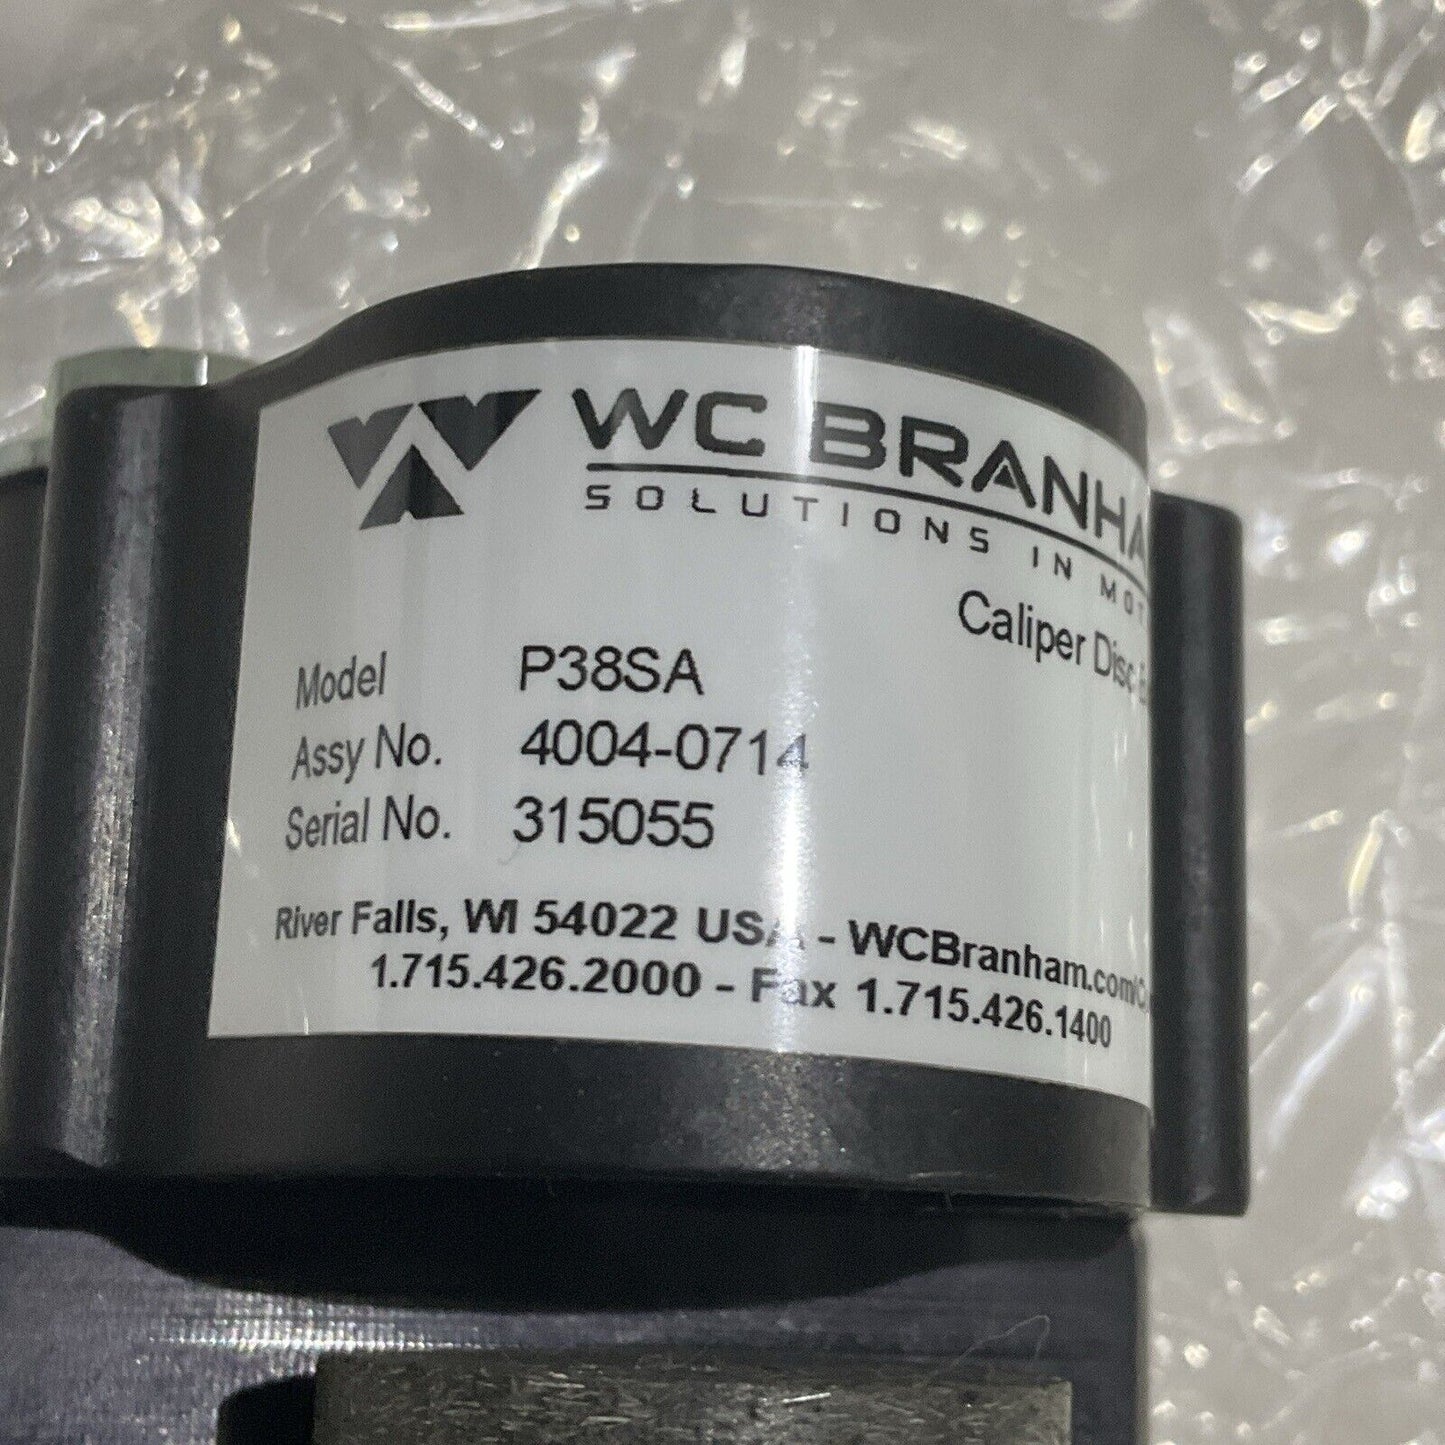 WC BRANHA
SOLUTIONS IN MOT
Caliper Disc
Model P38SA
Assy No. 4004-0714
Serial No. 315055
River Falls, WI 54022 USA - WCBranham.com/C
1.715.426.2000 - Fax 1.715.426.1400